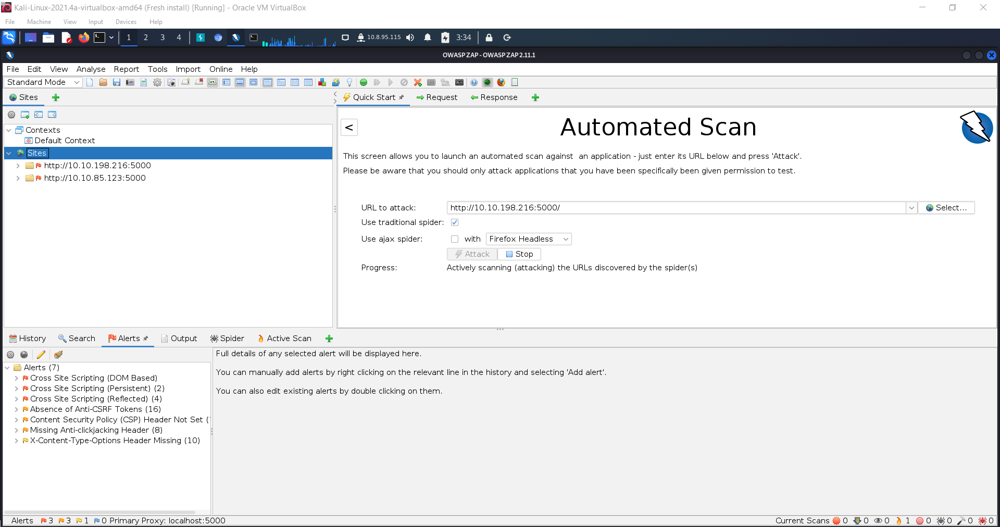 Kali-Linux-2021.4a-virtualbox-amd64 (Fresh install) [Running] - Oracle VM VirtualBox
File Machine View Input Devices Help
1 2 3 4 10.8.95.115 3:34
OWASP ZAP - OWASP ZAP 2.11.1
File Edit View Analyse Report Tools Import Online Help
Standard Mode
Sites
Quick Start Request Response
Contexts
Default Context
Sites
http://10.10.198.216:5000
http://10.10.85.123:5000
<
Automated Scan
This screen allows you to launch an automated scan against  an application - just enter its URL below and press 'Attack'.
Please be aware that you should only attack applications that you have been specifically been given permission to test.
URL to attack: http://10.10.198.216:5000/ Select...
Use traditional spider:
Use ajax spider: with Firefox Headless
Attack Stop
Progress: Actively scanning (attacking) the URLs discovered by the spider(s)
History Search Alerts Output Spider Active Scan
Alerts (7)
Cross Site Scripting (DOM Based)
Cross Site Scripting (Persistent) (2)
Cross Site Scripting (Reflected) (4)
Absence of Anti-CSRF Tokens (16)
Content Security Policy (CSP) Header Not Set (
Missing Anti-clickjacking Header (8)
X-Content-Type-Options Header Missing (10)
Full details of any selected alert will be displayed here.
You can manually add alerts by right clicking on the relevant line in the history and selecting 'Add alert'.
You can also edit existing alerts by double clicking on them.
Alerts 3 3 1 0 Primary Proxy: localhost:5000
Current Scans 0 0 0 1 0 0 0 0